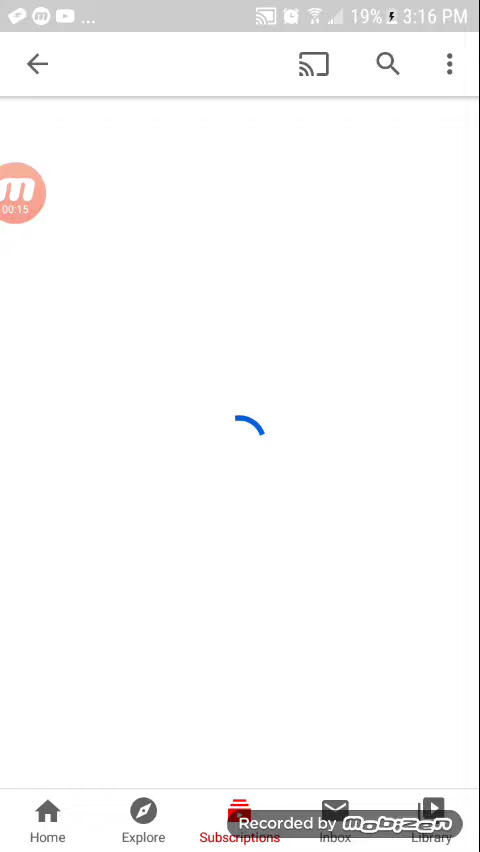 ... 19% 3:16 PM
m
00:15
Home Explore Subscriptions Inbox Library
Recorded by mobizen